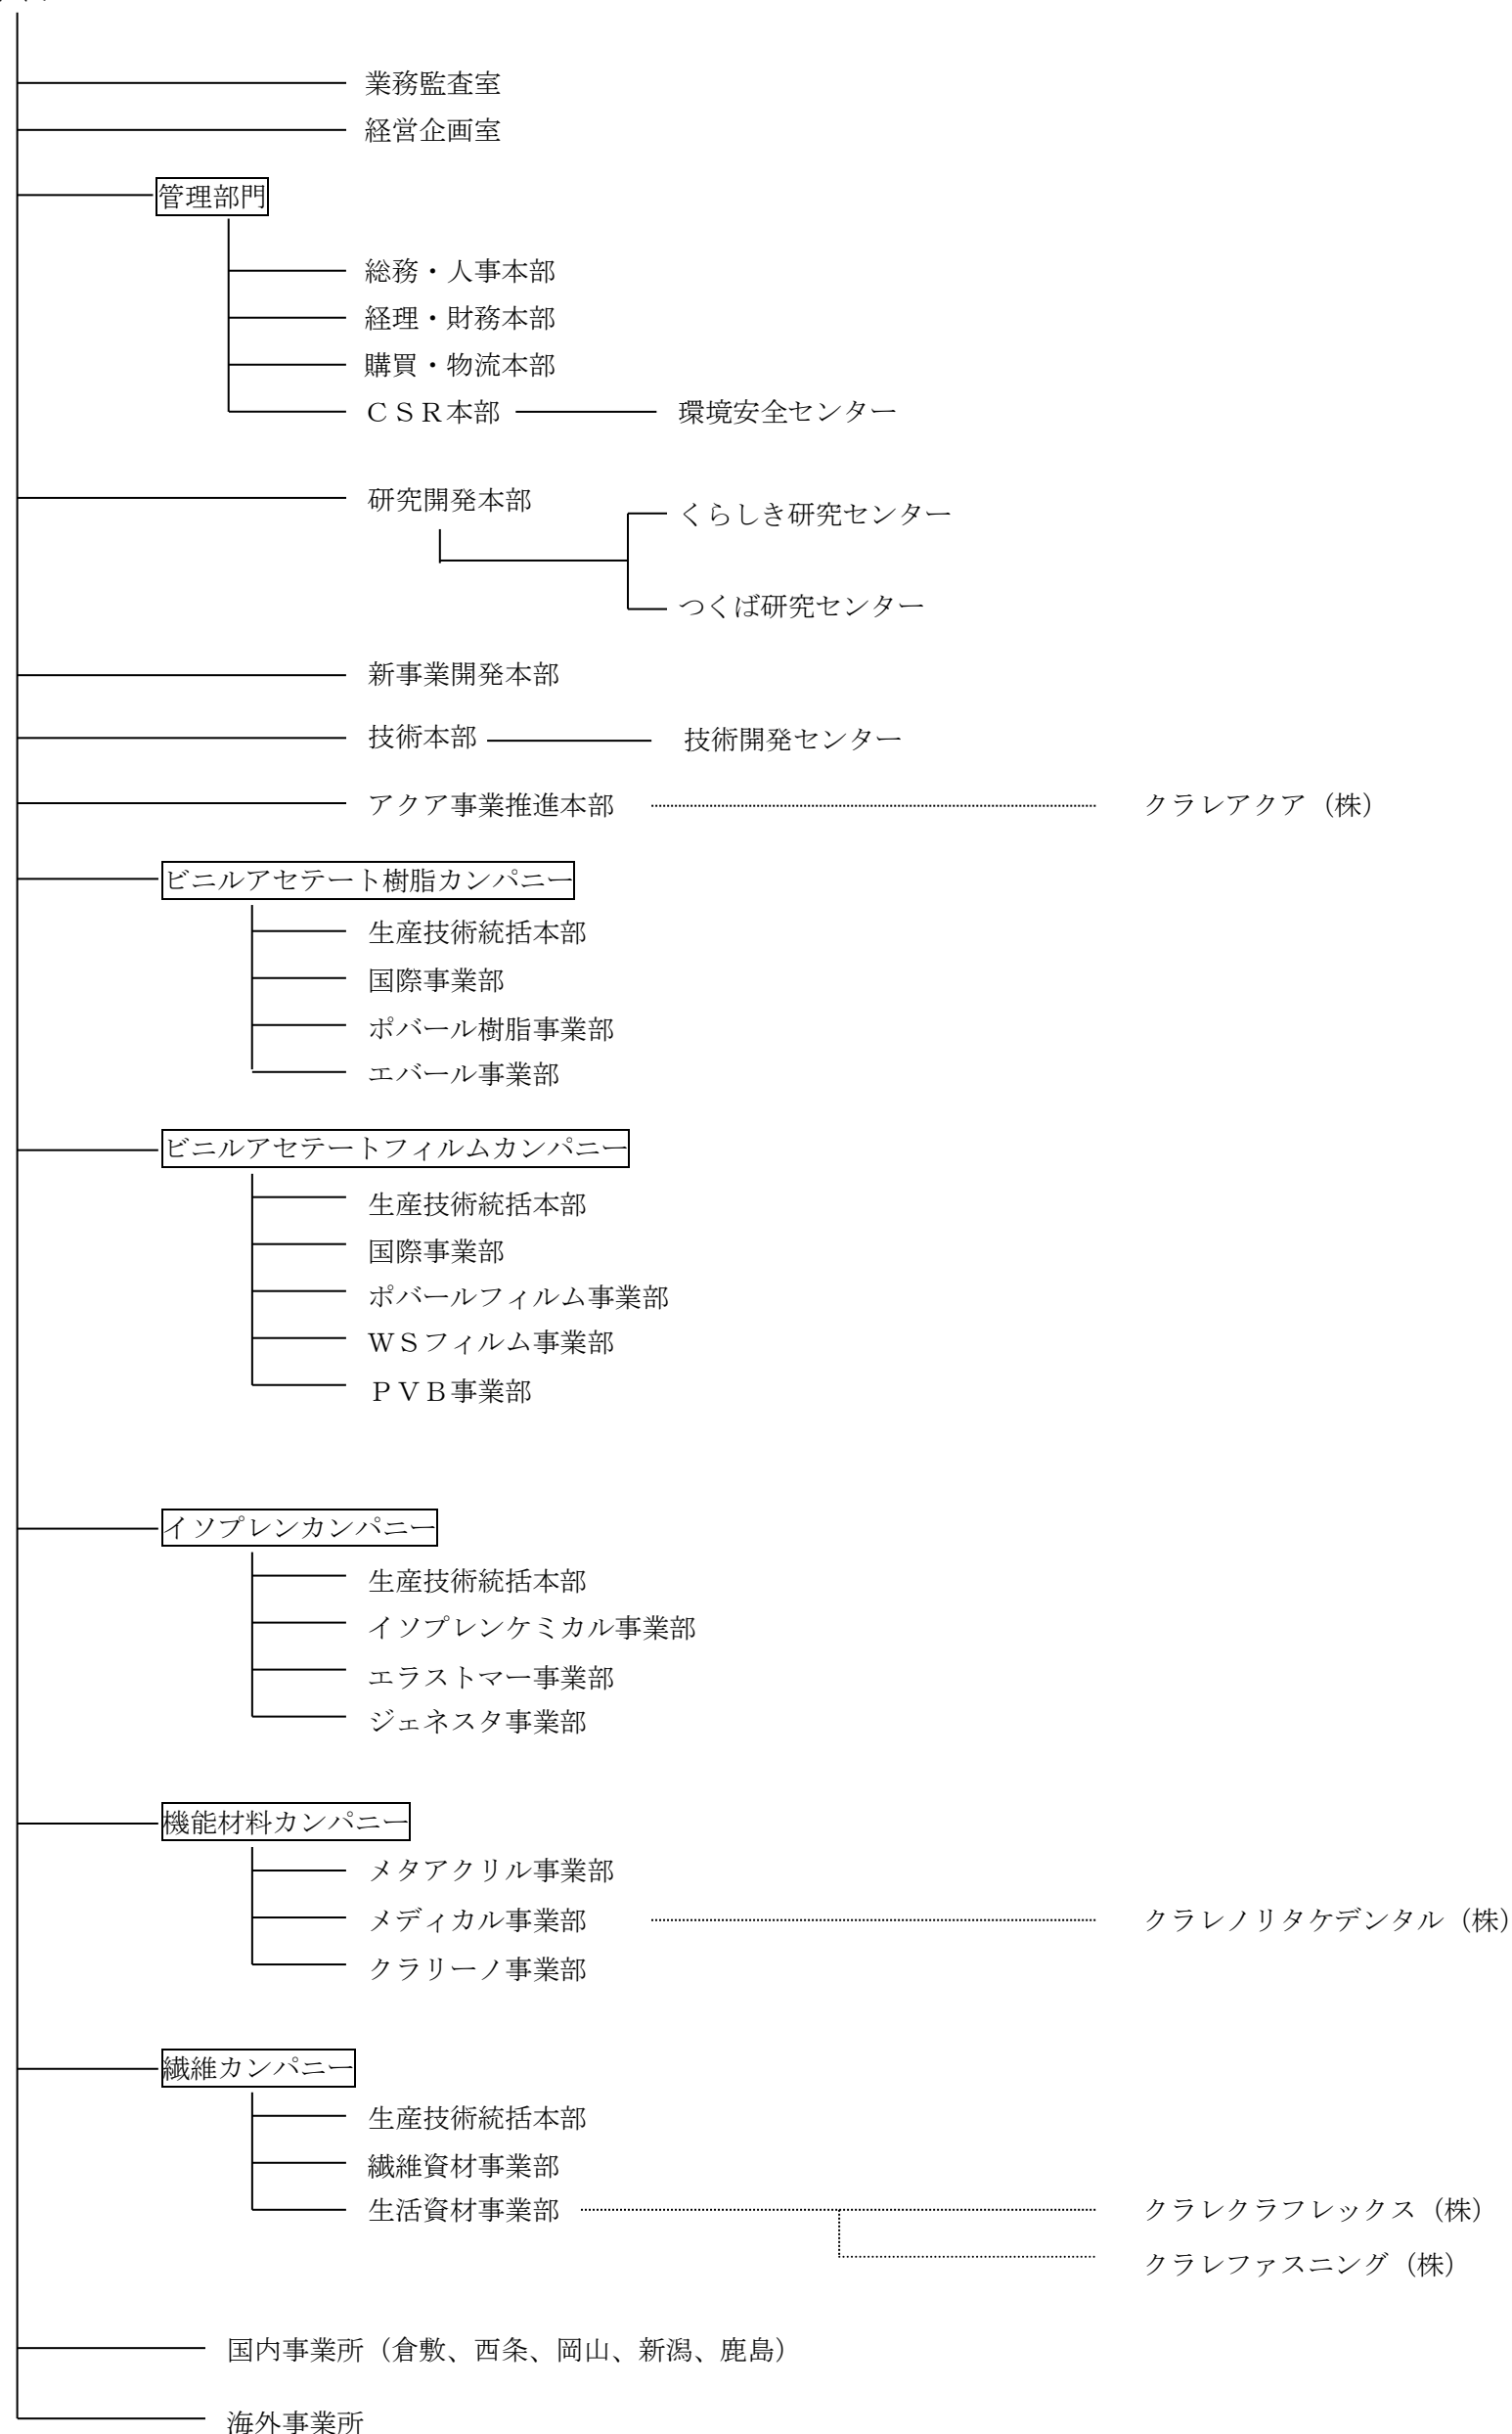 業務監査室
経営企画室
管理部門
総務・人事本部
経理・財務本部
購買・物流本部
ＣＳＲ本部 環境安全センター
研究開発本部
くらしき研究センター
つくば研究センター
新事業開発本部
技術本部 技術開発センター
アクア事業推進本部 クラレアクア（株）
ビニルアセテート樹脂カンパニー
生産技術統括本部
国際事業部
ポバール樹脂事業部
エバール事業部
ビニルアセテートフィルムカンパニー
生産技術統括本部
国際事業部
ポバールフィルム事業部
ＷＳフィルム事業部
ＰＶＢ事業部
イソプレンカンパニー
生産技術統括本部
イソプレンケミカル事業部
エラストマー事業部
ジェネスタ事業部
機能材料カンパニー
メタアクリル事業部
メディカル事業部 クラレノリタケデンタル（株）
クラリーノ事業部
繊維カンパニー
生産技術統括本部
繊維資材事業部
生活資材事業部 クラレクラフレックス（株）
クラレファスニング（株）
国内事業所（倉敷、西条、岡山、新潟、鹿島）
海外事業所